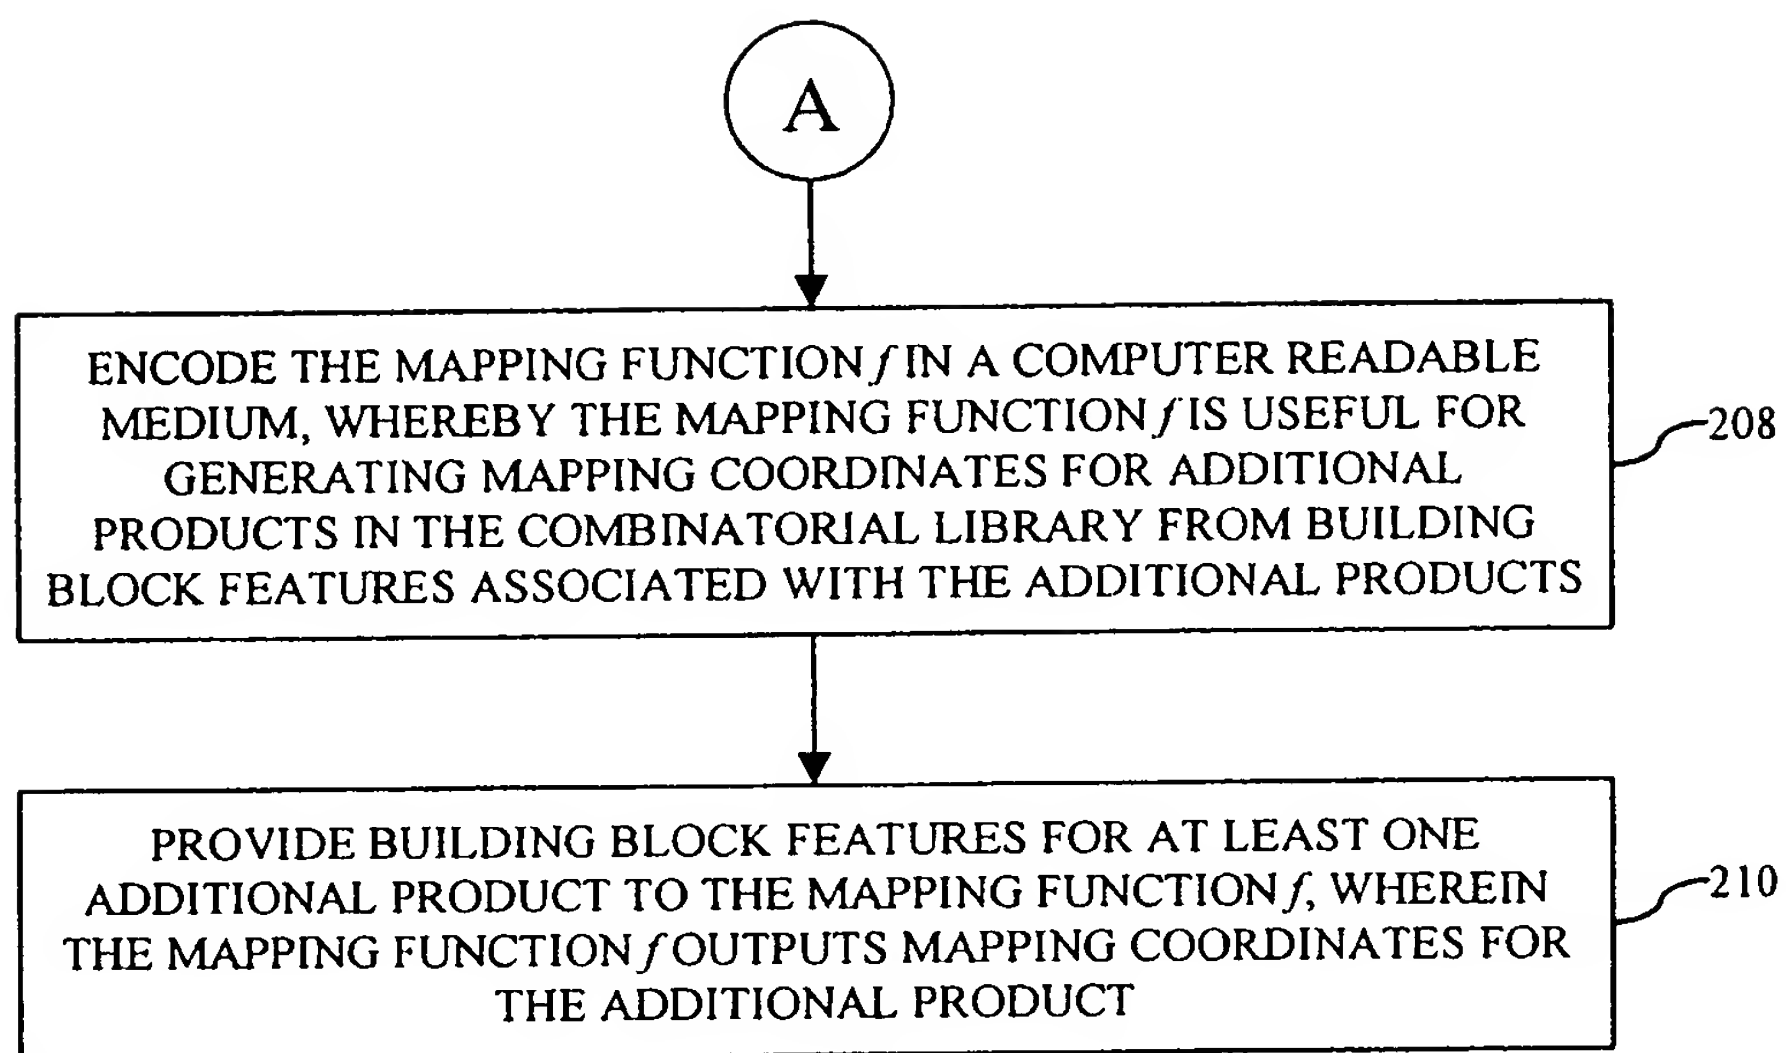 A
ENCODE THE MAPPING FUNCTION f IN A COMPUTER READABLE
MEDIUM, WHEREBY THE MAPPING FUNCTION f IS USEFUL FOR
GENERATING MAPPING COORDINATES FOR ADDITIONAL
PRODUCTS IN THE COMBINATORIAL LIBRARY FROM BUILDING
BLOCK FEATURES ASSOCIATED WITH THE ADDITIONAL PRODUCTS
208
PROVIDE BUILDING BLOCK FEATURES FOR AT LEAST ONE
ADDITIONAL PRODUCT TO THE MAPPING FUNCTION f, WHEREIN
THE MAPPING FUNCTION f OUTPUTS MAPPING COORDINATES FOR
THE ADDITIONAL PRODUCT
210